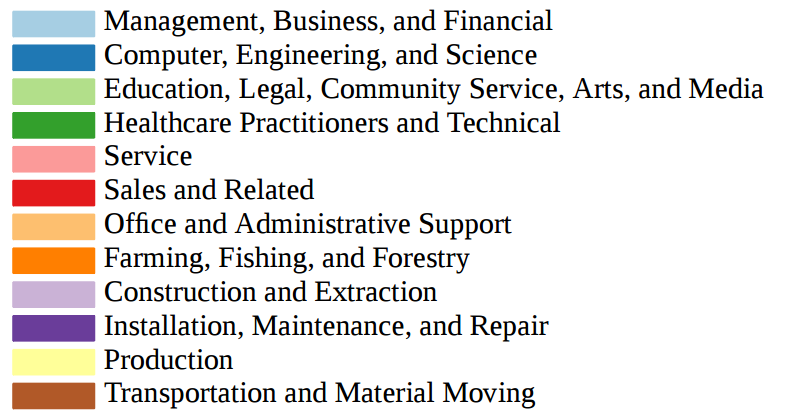 Management, Business, and Financial
Computer, Engineering, and Science
Education, Legal, Community Service, Arts, and Media
Healthcare Practitioners and Technical
Service
Sales and Related
Office and Administrative Support
Farming, Fishing, and Forestry
Construction and Extraction
Installation, Maintenance, and Repair
Production
Transportation and Material Moving